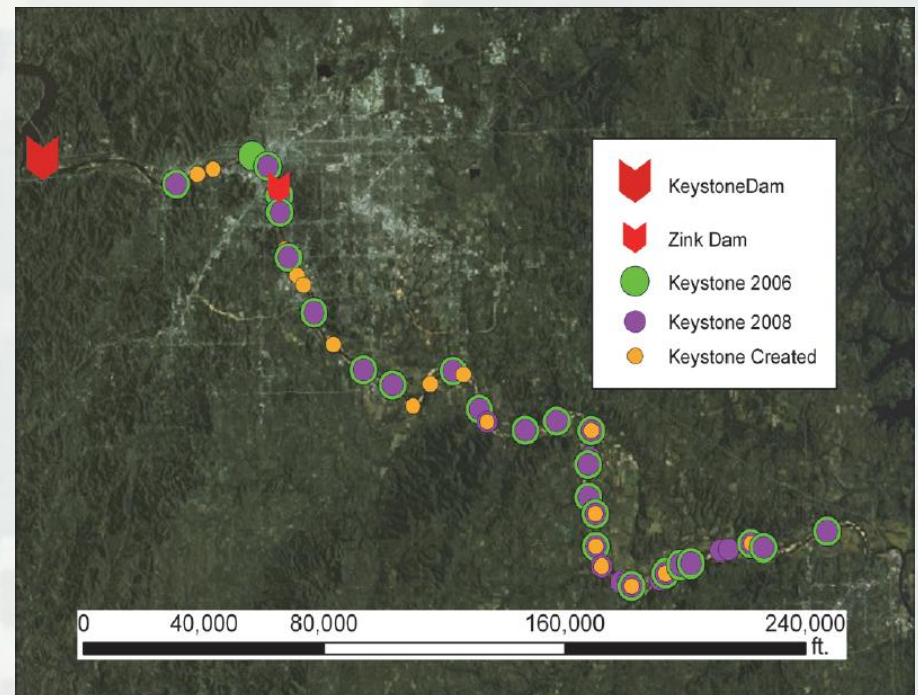 KeystoneDam
Zink Dam
Keystone 2006
Keystone 2008
Keystone Created
0 40,000 80,000 160,000 240,000
ft.